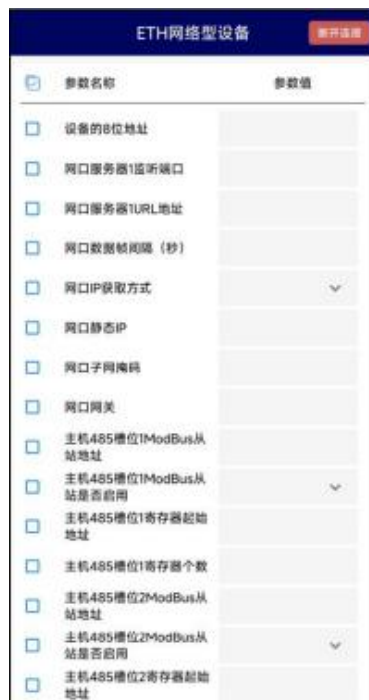 ETH网络型设备 断开连接
参数名称 参数值
设备的8位地址
网口服务器1监听端口
网口服务器1URL地址
网口数据帧间隔（秒）
网口IP获取方式
网口静态IP
网口子网掩码
网口网关
主机485槽位1ModBus从
站地址
主机485槽位1ModBus从
站是否启用
主机485槽位1寄存器起始
地址
主机485槽位1寄存器个数
主机485槽位2ModBus从
站地址
主机485槽位2ModBus从
站是否启用
主机485槽位2寄存器起始
地址